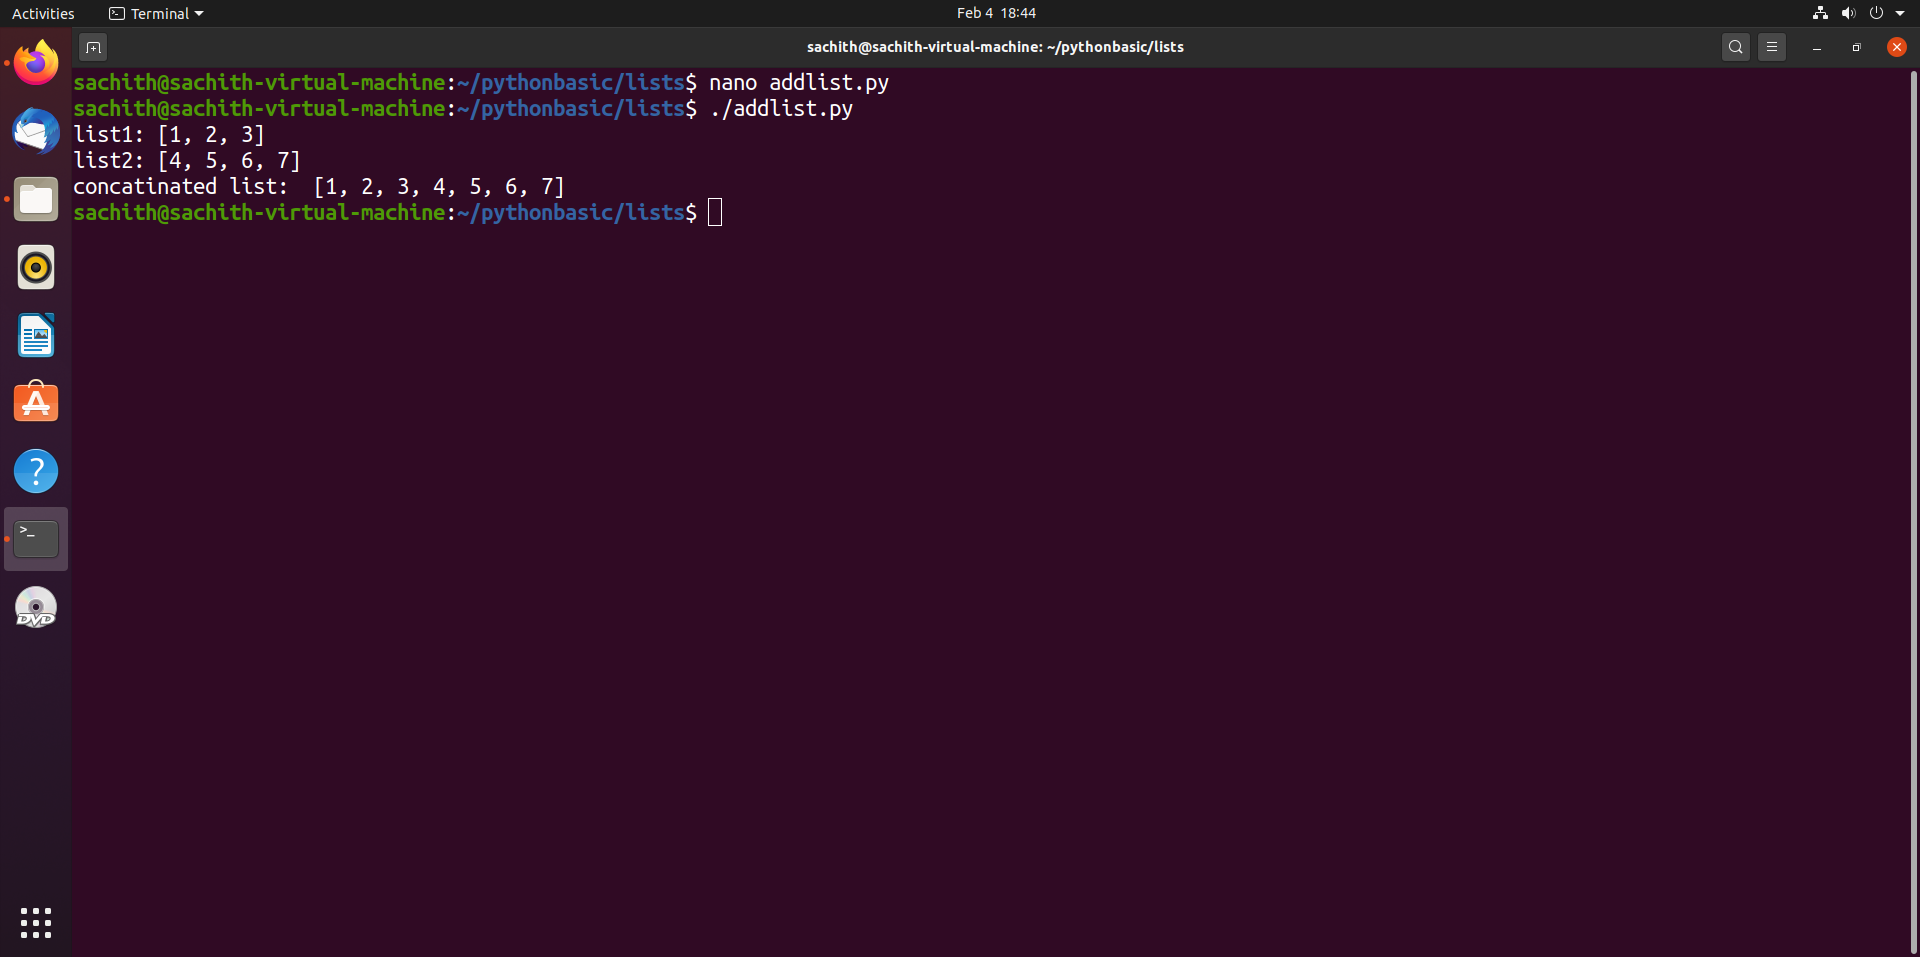 Activities Terminal Feb 4 18:44
sachith@sachith-virtual-machine: ~/pythonbasic/lists
sachith@sachith-virtual-machine:~/pythonbasic/lists$ nano addlist.py
sachith@sachith-virtual-machine:~/pythonbasic/lists$ ./addlist.py
list1: [1, 2, 3]
list2: [4, 5, 6, 7]
concatinated list:  [1, 2, 3, 4, 5, 6, 7]
sachith@sachith-virtual-machine:~/pythonbasic/lists$
?
>_
DVD